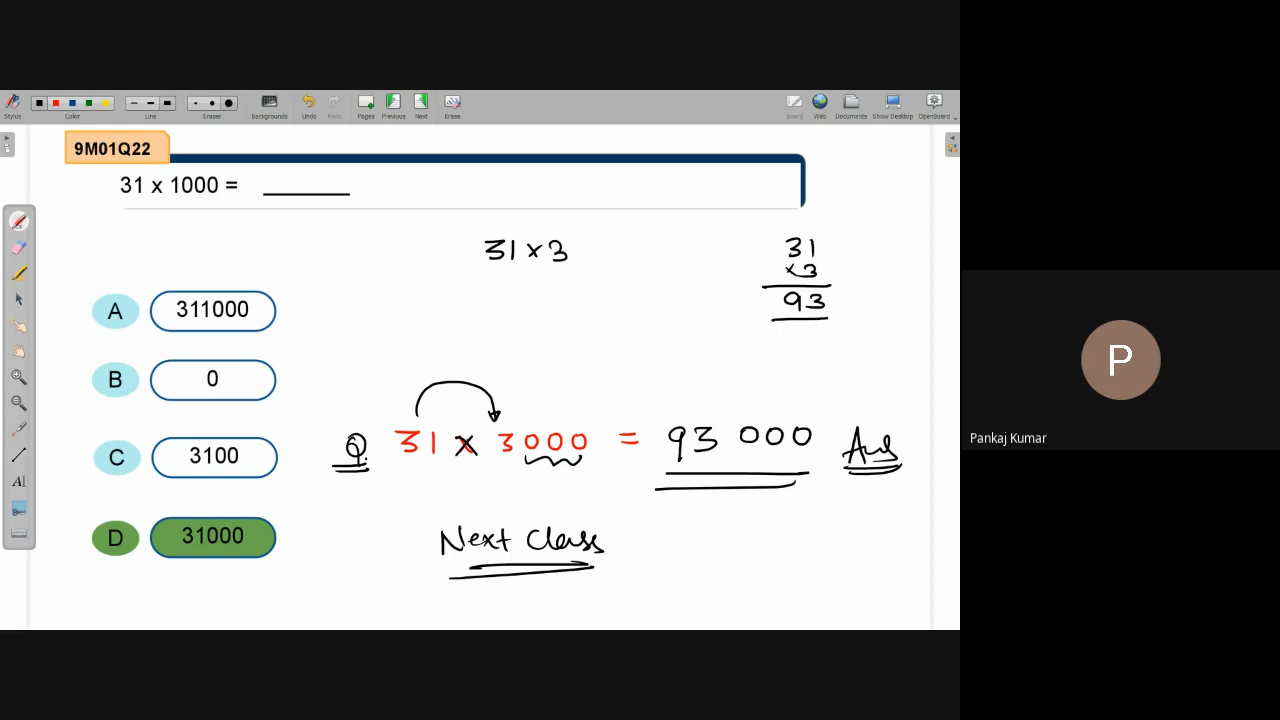 Stylus
Color
Line
Eraser
Backgrounds
Undo
Redo
Pages
Previous
Next
Erase
Board
Web
Documents
Show Desktop
OpenBoard
9M01Q22
31 x 1000 = ________
31 x 3
31
x3
93
A 311000
B 0
C 3100
Q 31 x 3000 = 93 000 Ans
D 31000
Next Class
P
Pankaj Kumar